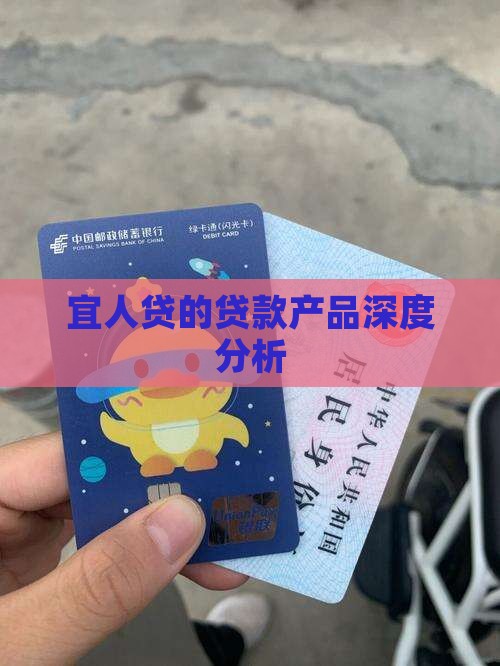 中国邮政储蓄银行
POSTAL SAVINGS BANK OF CHINA
绿卡通(闪光卡)
DEBIT CARD
宜人贷的贷款产品深度
分析
中华人民共和国
居民身份
UnionPay
银联